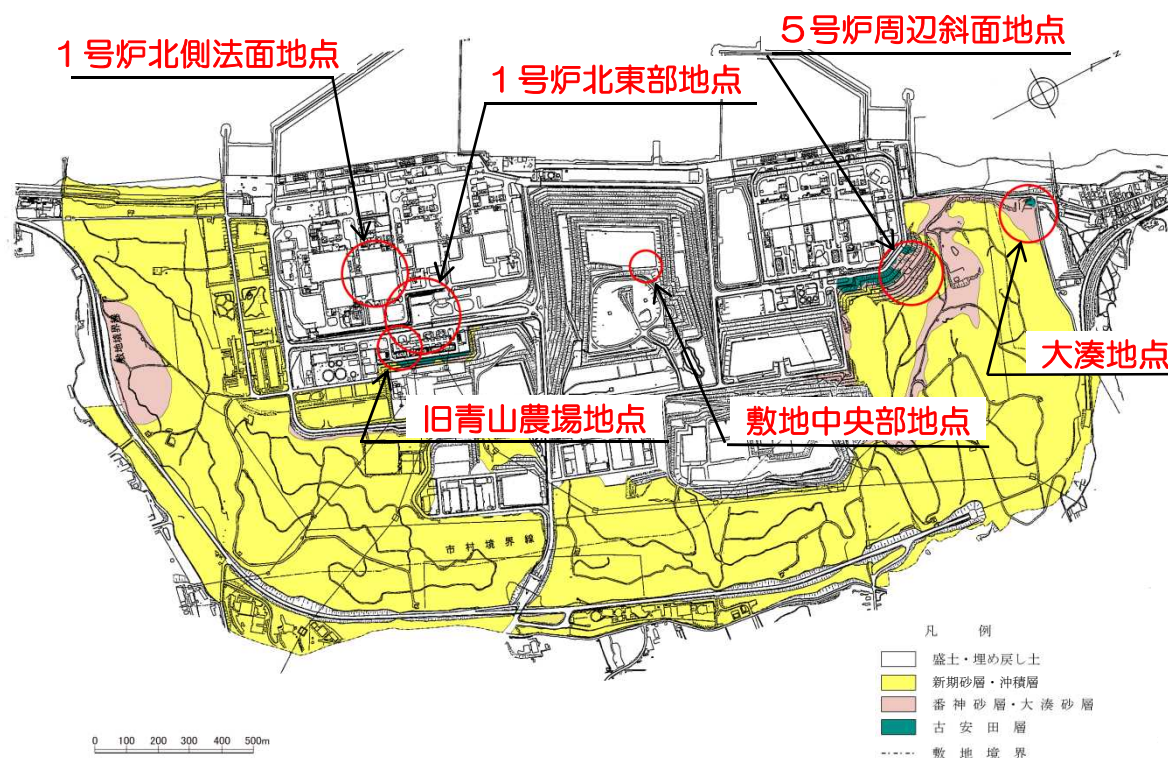 5号炉周辺斜面地点
1号炉北側法面地点
1号炉北東部地点
N
大湊地点
旧青山農場地点
敷地中央部地点
敷地境界線
市村境界線
凡 例
盛土・埋め戻し土
新期砂層・沖積層
番神砂層・大湊砂層
古安田層
敷地境界
0 100 200 300 400 500m